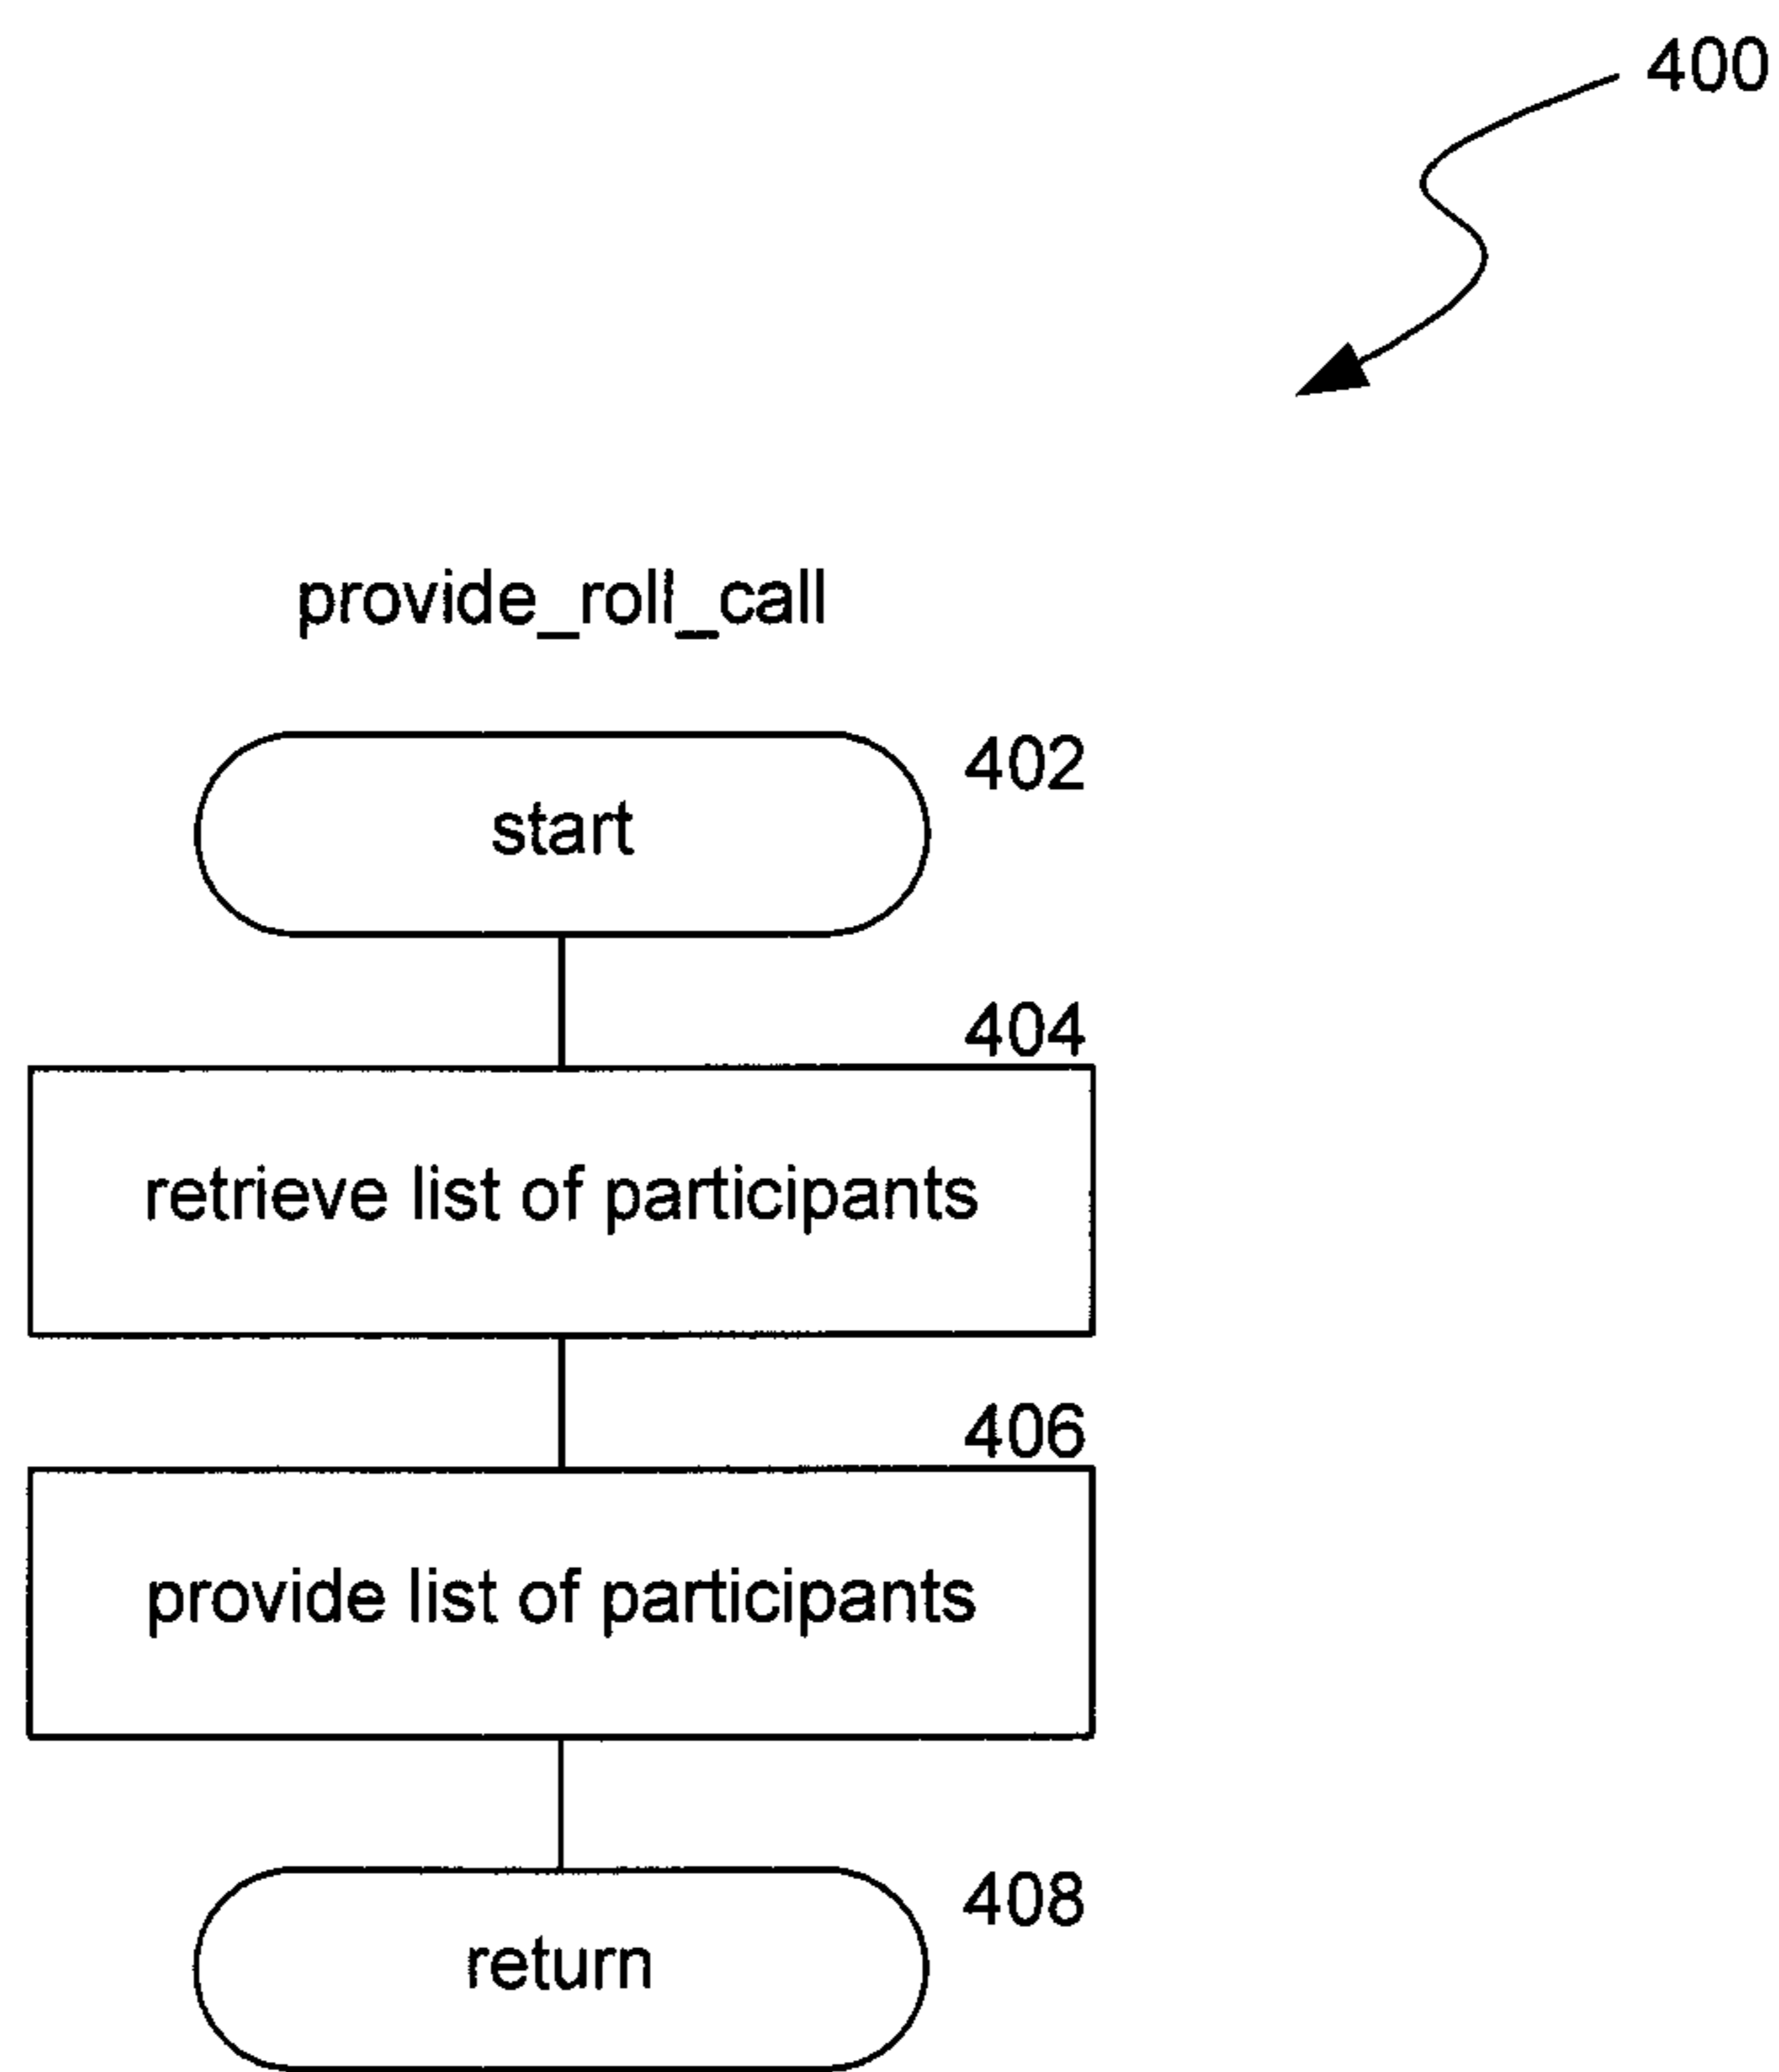 400
provide_roll_call
402
start
404
retrieve list of participants
406
provide list of participants
408
return